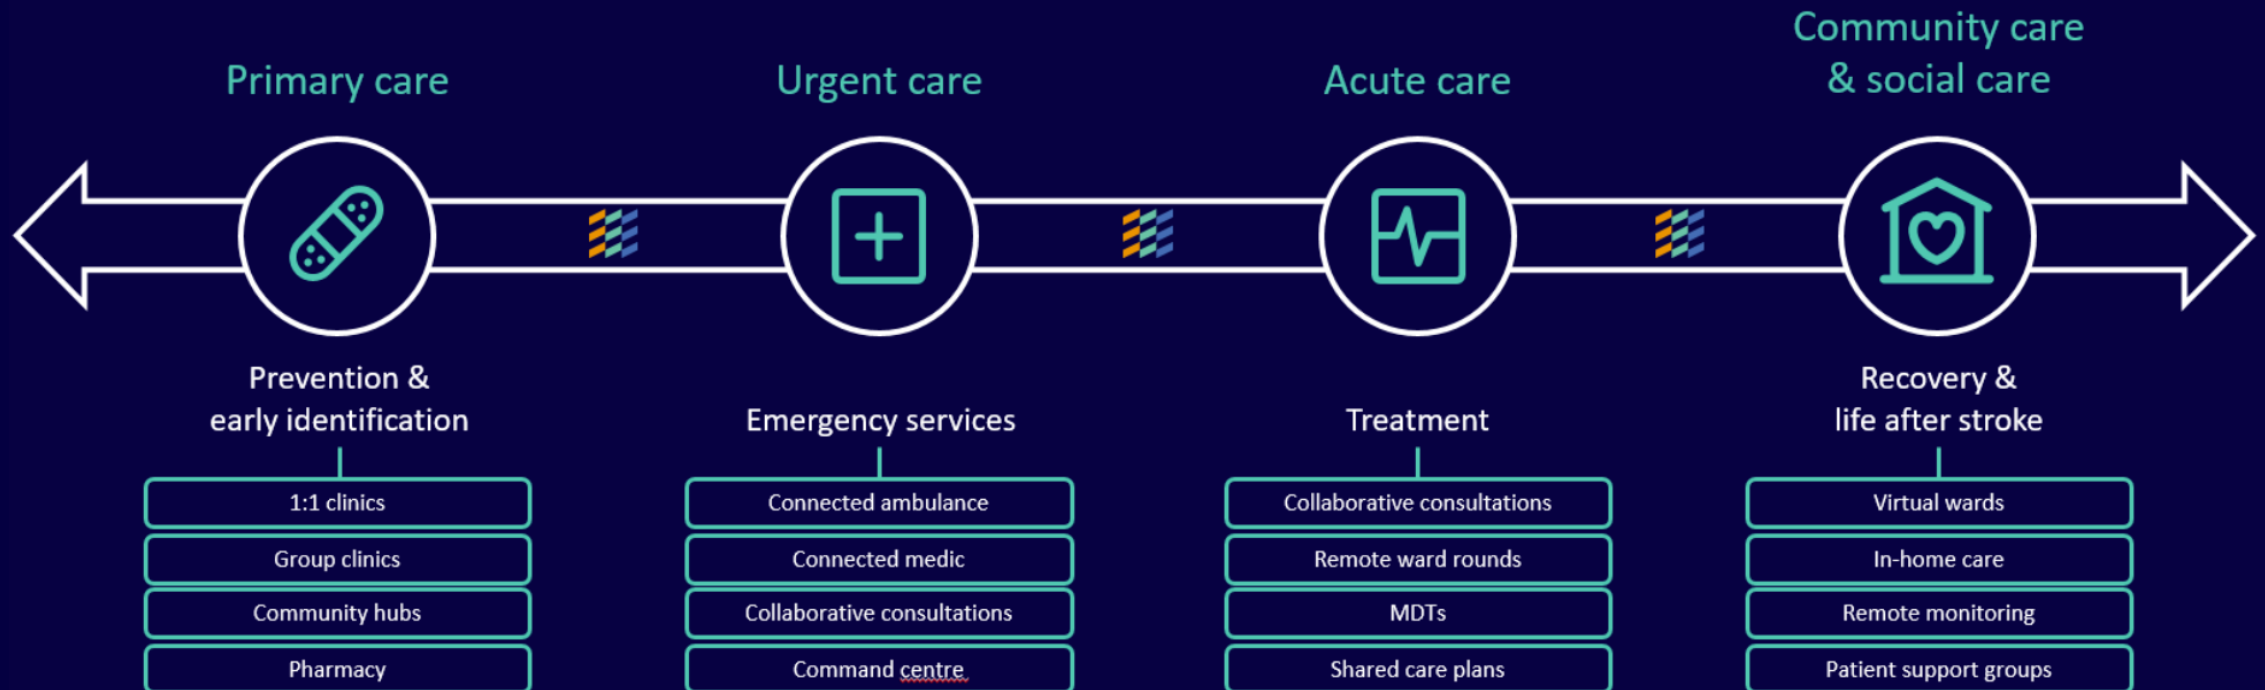 Primary care
Urgent care
Acute care
Community care
& social care
Prevention &
early identification
1:1 clinics
Group clinics
Community hubs
Pharmacy
Emergency services
Connected ambulance
Connected medic
Collaborative consultations
Command centre
Treatment
Collaborative consultations
Remote ward rounds
MDTs
Shared care plans
Recovery &
life after stroke
Virtual wards
In-home care
Remote monitoring
Patient support groups